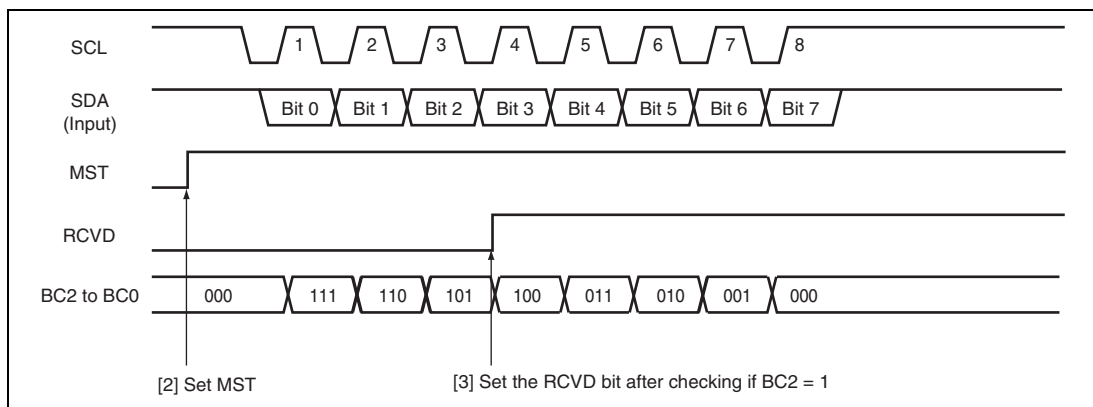 SCL 1 2 3 4 5 6 7 8
SDA
(Input) Bit 0 Bit 1 Bit 2 Bit 3 Bit 4 Bit 5 Bit 6 Bit 7
MST
RCVD
BC2 to BC0 000 111 110 101 100 011 010 001 000
[2] Set MST [3] Set the RCVD bit after checking if BC2 = 1